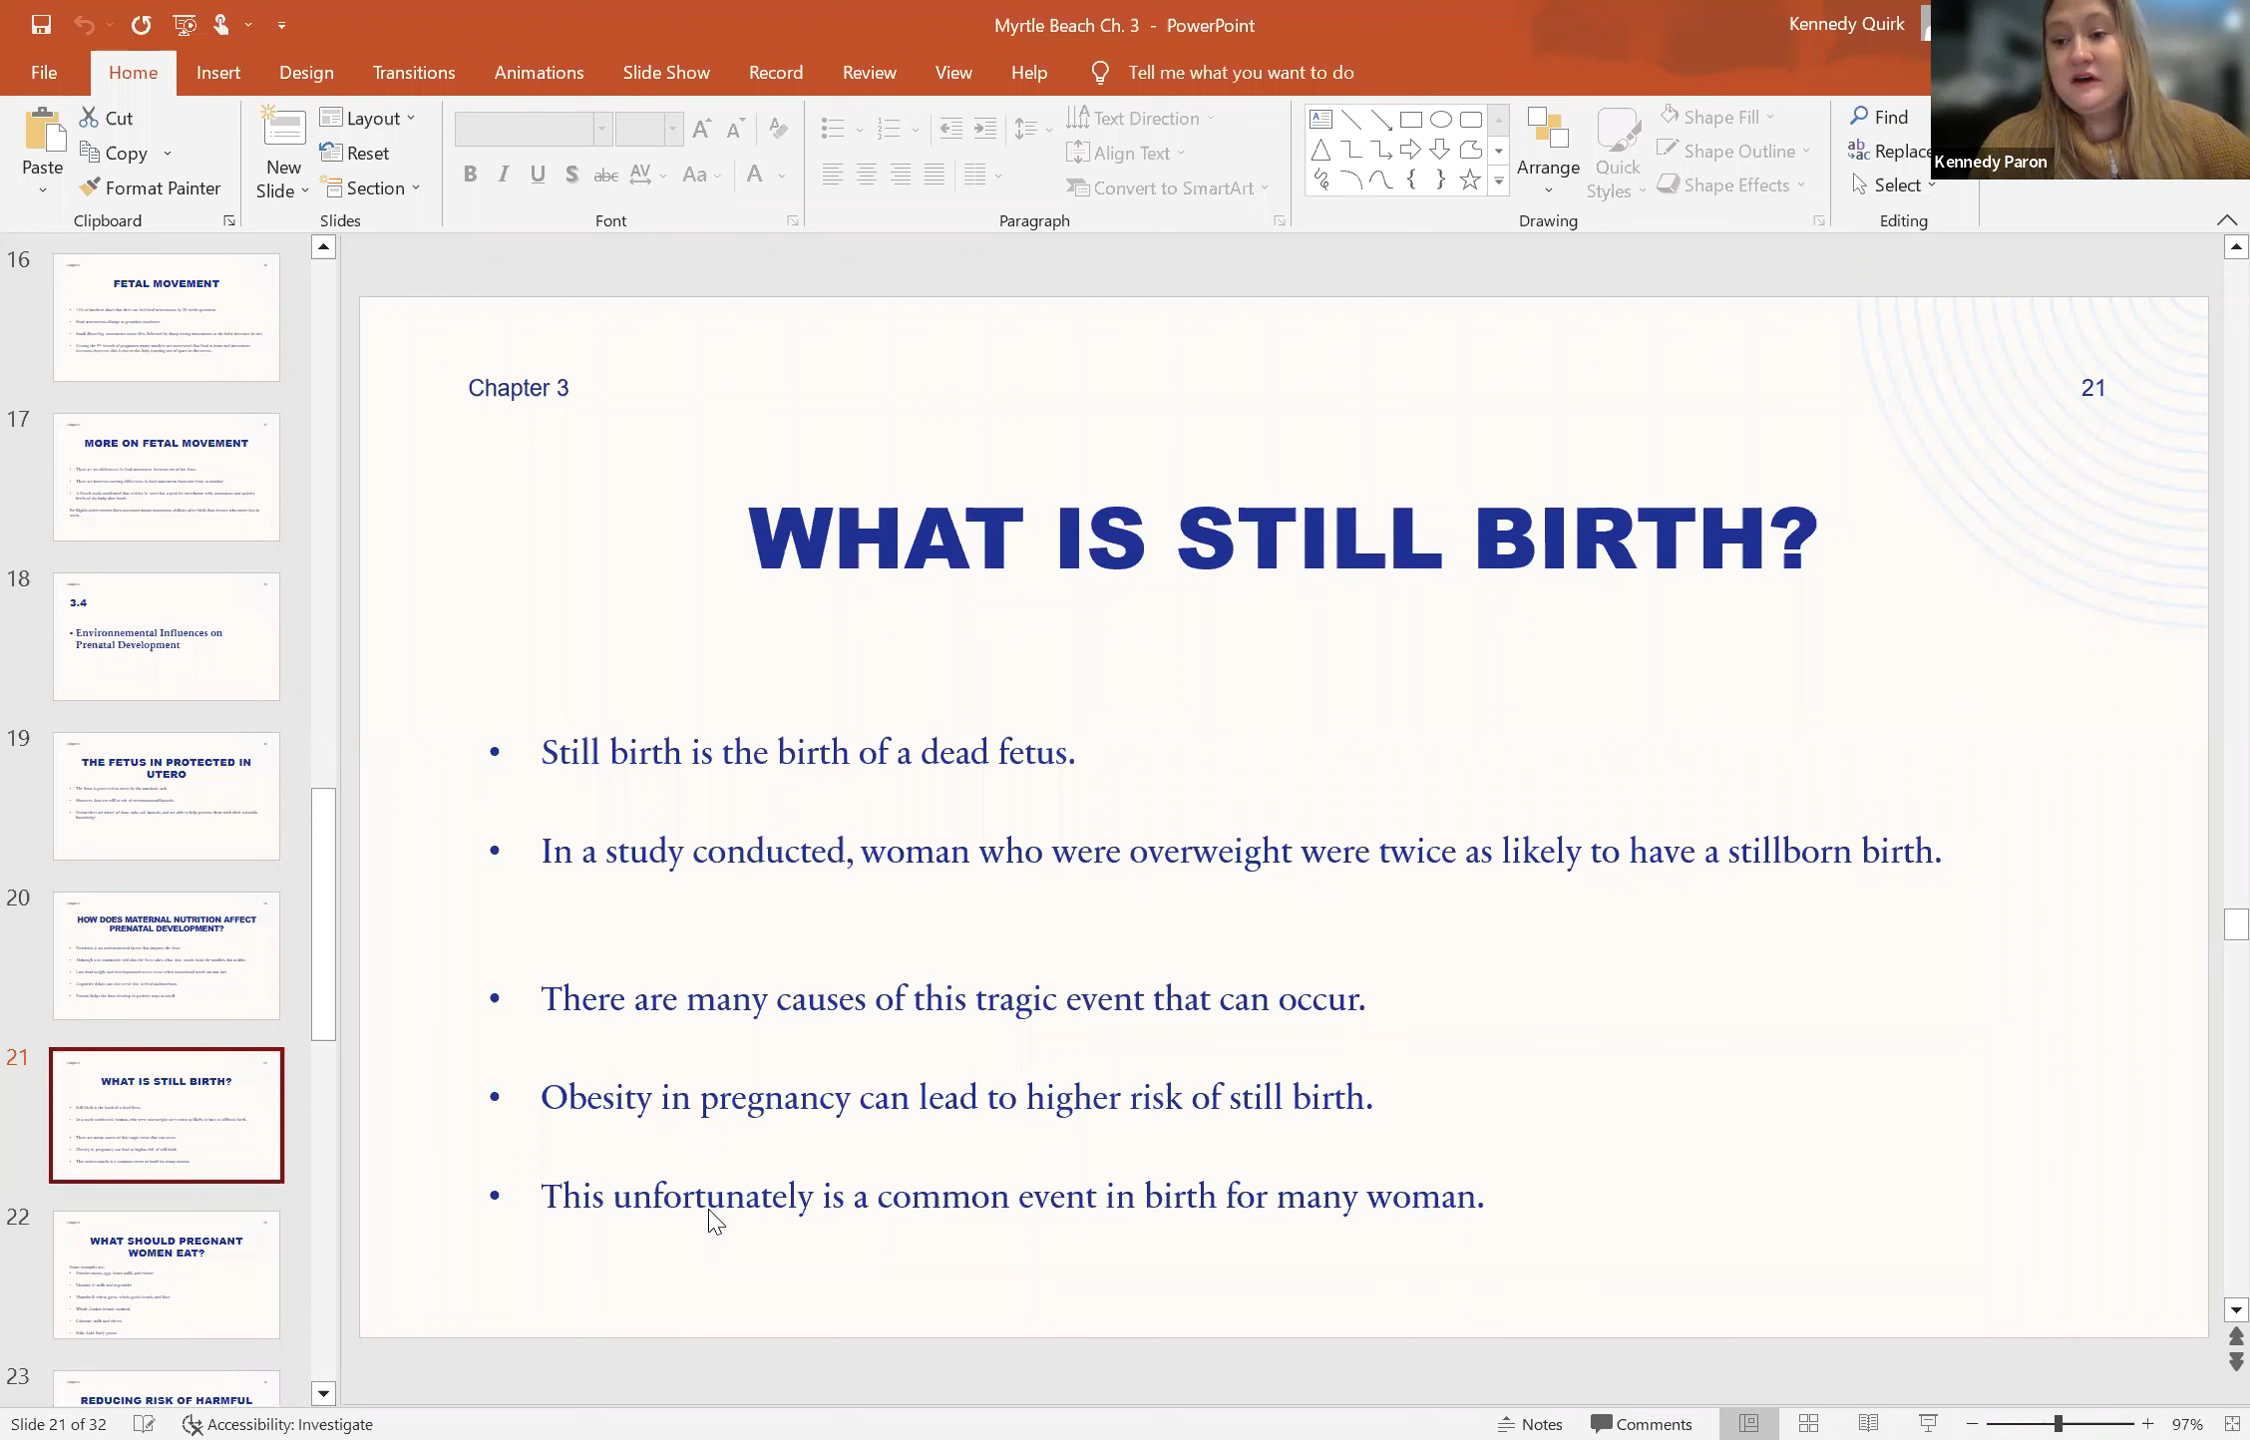 Myrtle Beach Ch. 3 - PowerPoint
Kennedy Quirk
File Home Insert Design Transitions Animations Slide Show Record Review View Help Tell me what you want to do
Paste
Cut
Copy
Format Painter
Clipboard
New Slide
Layout
Reset
Section
Slides
Font
Text Direction
Align Text
Convert to SmartArt
Paragraph
Arrange
Quick Styles
Shape Fill
Shape Outline
Shape Effects
Drawing
Find
Replace
Select
Editing
Kennedy Paron
16
FETAL MOVEMENT
17
MORE ON FETAL MOVEMENT
18
3.4
• Environnemental Influences on
Prenatal Development
19
THE FETUS IN PROTECTED IN
UTERO
20
HOW DOES MATERNAL NUTRITION AFFECT
PRENATAL DEVELOPMENT?
21
WHAT IS STILL BIRTH?
22
WHAT SHOULD PREGNANT
WOMEN EAT?
23
REDUCING RISK OF HARMFUL
Chapter 3
21
WHAT IS STILL BIRTH?
• Still birth is the birth of a dead fetus.
• In a study conducted, woman who were overweight were twice as likely to have a stillborn birth.
• There are many causes of this tragic event that can occur.
• Obesity in pregnancy can lead to higher risk of still birth.
• This unfortunately is a common event in birth for many woman.
Slide 21 of 32
Accessibility: Investigate
Notes
Comments
97%